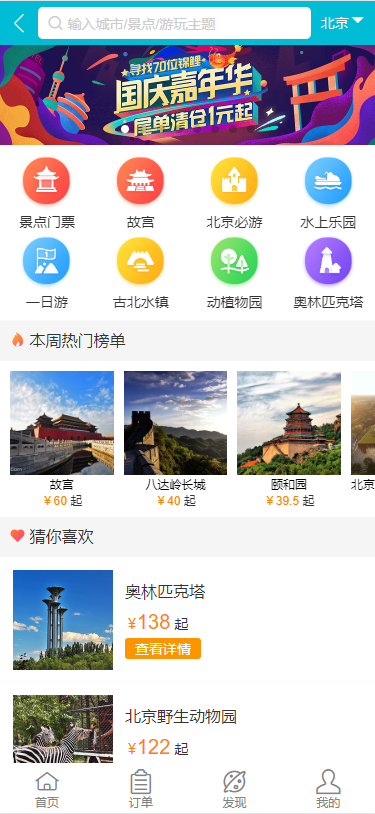 输入城市/景点/游玩主题
北京
寻找70位锦鲤
国庆嘉年华
尾单清仓1元起
景点门票
故宫
北京必游
水上乐园
一日游
古北水镇
动植物园
奥林匹克塔
本周热门榜单
故宫
八达岭长城
颐和园
北京
¥60 起
¥40 起
¥39.5 起
猜你喜欢
奥林匹克塔
¥138 起
查看详情
北京野生动物园
¥122 起
首页
订单
发现
我的